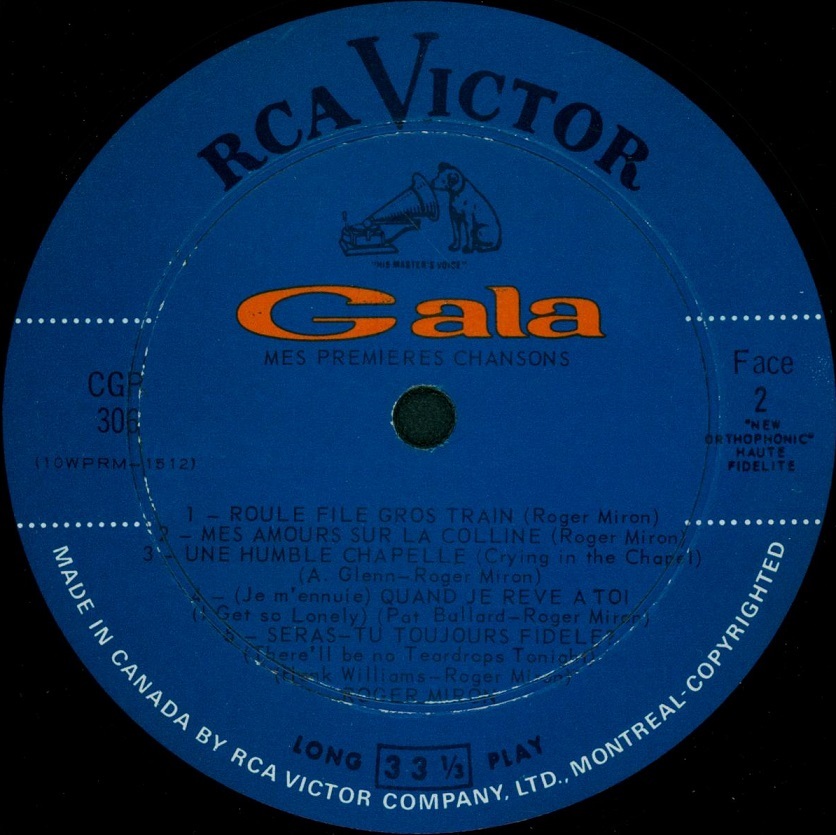 RCA VICTOR
"HIS MASTER'S VOICE"
Gala
MES PREMIERES CHANSONS
CGP
306
(10WPRM-1512)
Face
2
"NEW
ORTHOPHONIC"
HAUTE
FIDELITE
1 – ROULE FILE GROS TRAIN (Roger Miron)
2 – MES AMOURS SUR LA COLLINE (Roger Miron)
3 – UNE HUMBLE CHAPELLE (Crying in the Chapel)
(A. Glenn–Roger Miron)
4 – (Je m'ennuie) QUAND JE REVE A TOI
(I Get so Lonely) (Pat Ballard–Roger Miron)
5 – SERAS-TU TOUJOURS FIDELE?
(There'll be no Teardrops Tonight)
(Hank Williams–Roger Miron)
ROGER MIRON
LONG 33 1/3 PLAY
MADE IN CANADA BY RCA VICTOR COMPANY, LTD., MONTREAL-COPYRIGHTED